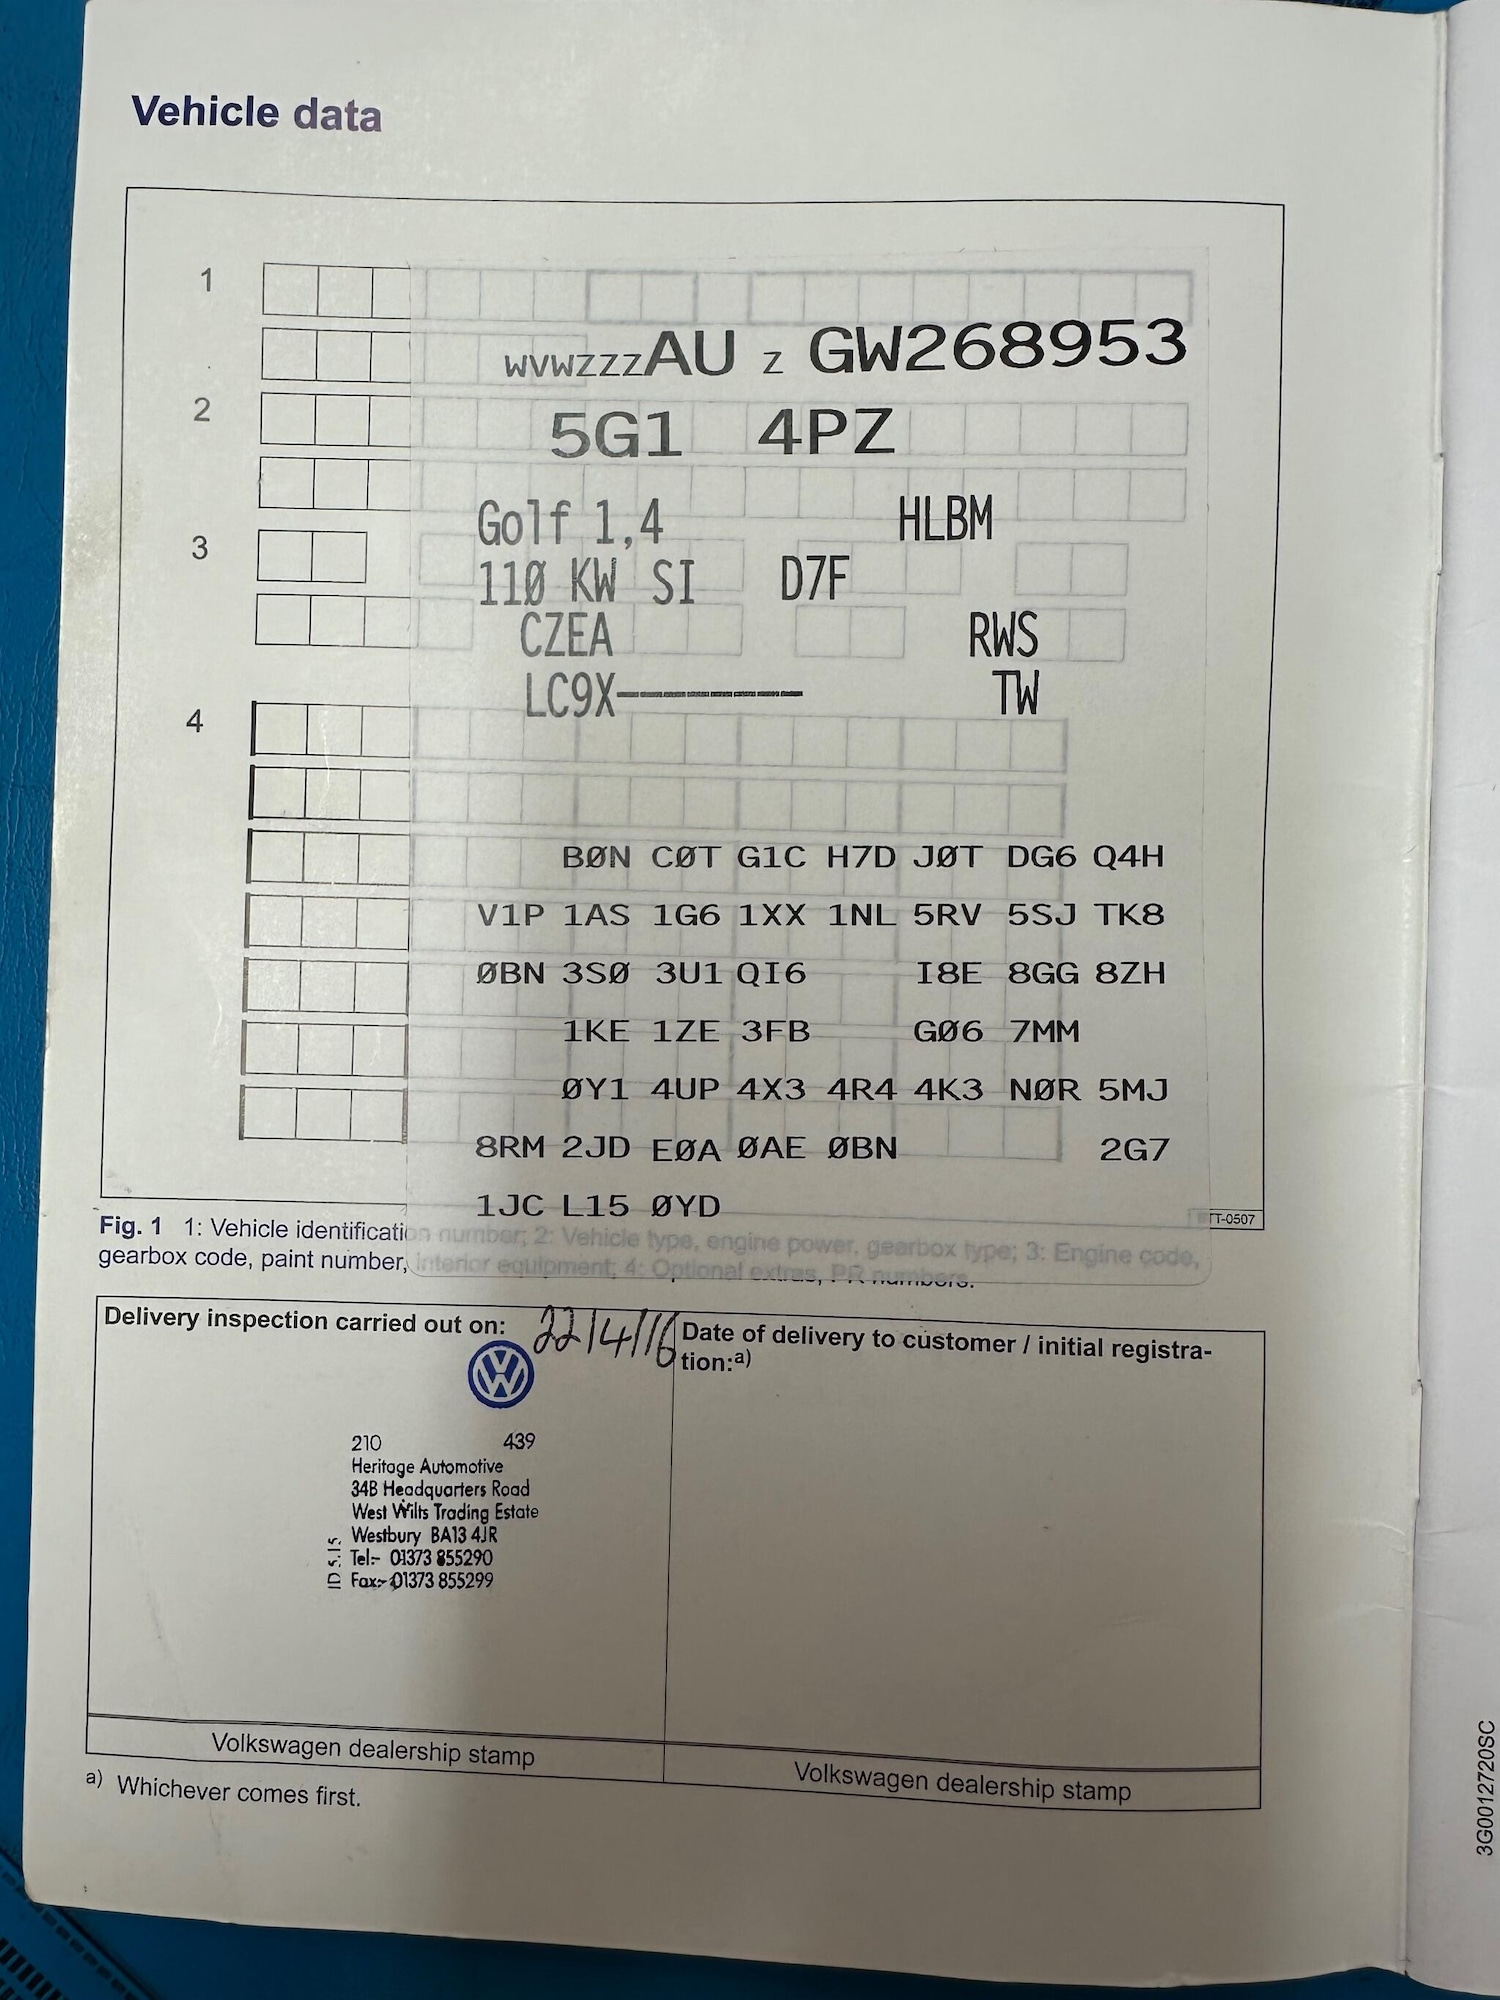 Vehicle data
1
WVWZZZAU Z GW268953
2
5G1 4PZ
Golf 1,4 HLBM
3
110 KW SI D7F
CZEA RWS
LC9X---------- TW
4
BØN CØT G1C H7D JØT DG6 Q4H
V1P 1AS 1G6 1XX 1NL 5RV 5SJ TK8
ØBN 3SØ 3U1 QI6 I8E 8GG 8ZH
1KE 1ZE 3FB GØ6 7MM
ØY1 4UP 4X3 4R4 4K3 NØR 5MJ
8RM 2JD EØA ØAE ØBN 2G7
1JC L15 ØYD
TT-0507
Fig. 1 1: Vehicle identification number; 2: Vehicle type, engine power, gearbox type; 3: Engine code,
gearbox code, paint number, interior equipment; 4: Optional extras, PR numbers.
Delivery inspection carried out on: 22/4/16
Date of delivery to customer / initial registra-
tion:a)
210 439
Heritage Automotive
34B Headquarters Road
West Wilts Trading Estate
Westbury BA13 4JR
Tel:- 01373 855290
Fax:- 01373 855299
Volkswagen dealership stamp
Volkswagen dealership stamp
a) Whichever comes first.
3G0012720SC